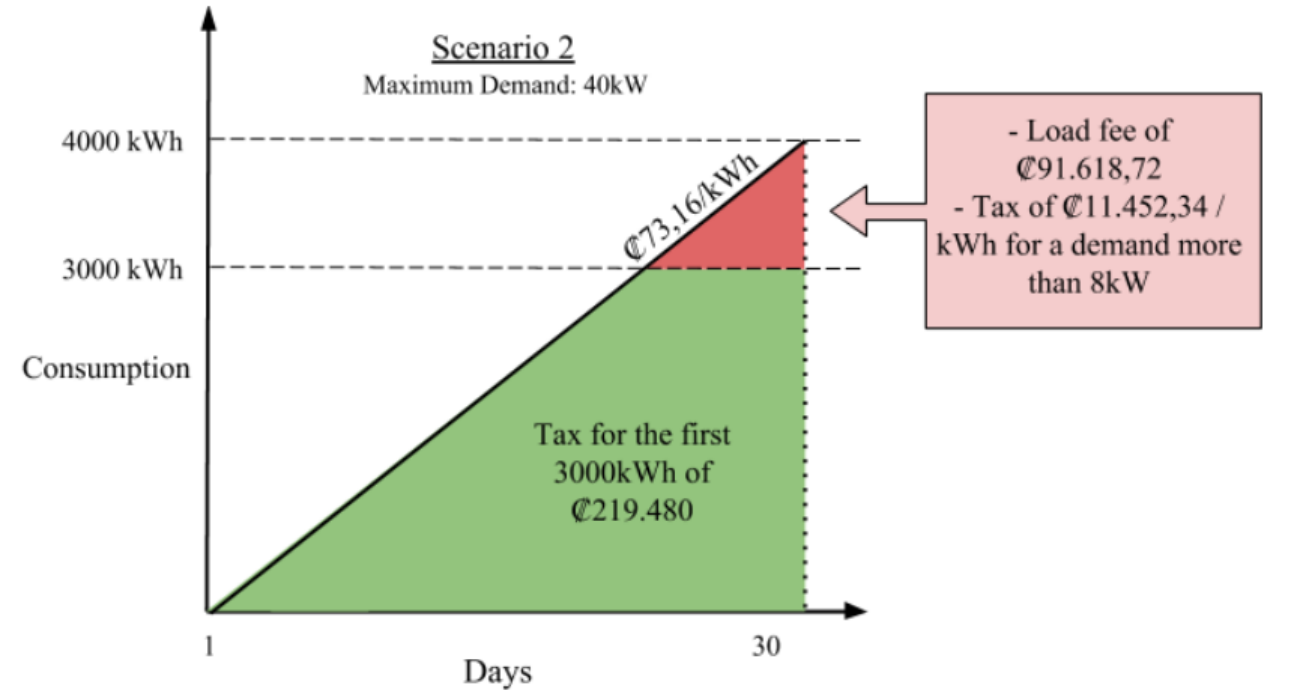 Scenario 2
Maximum Demand: 40kW
4000 kWh
3000 kWh
Consumption
₡73,16/kWh
- Load fee of
₡91.618,72
- Tax of ₡11.452,34 /
kWh for a demand more
than 8kW
Tax for the first
3000kWh of
₡219.480
1
30
Days